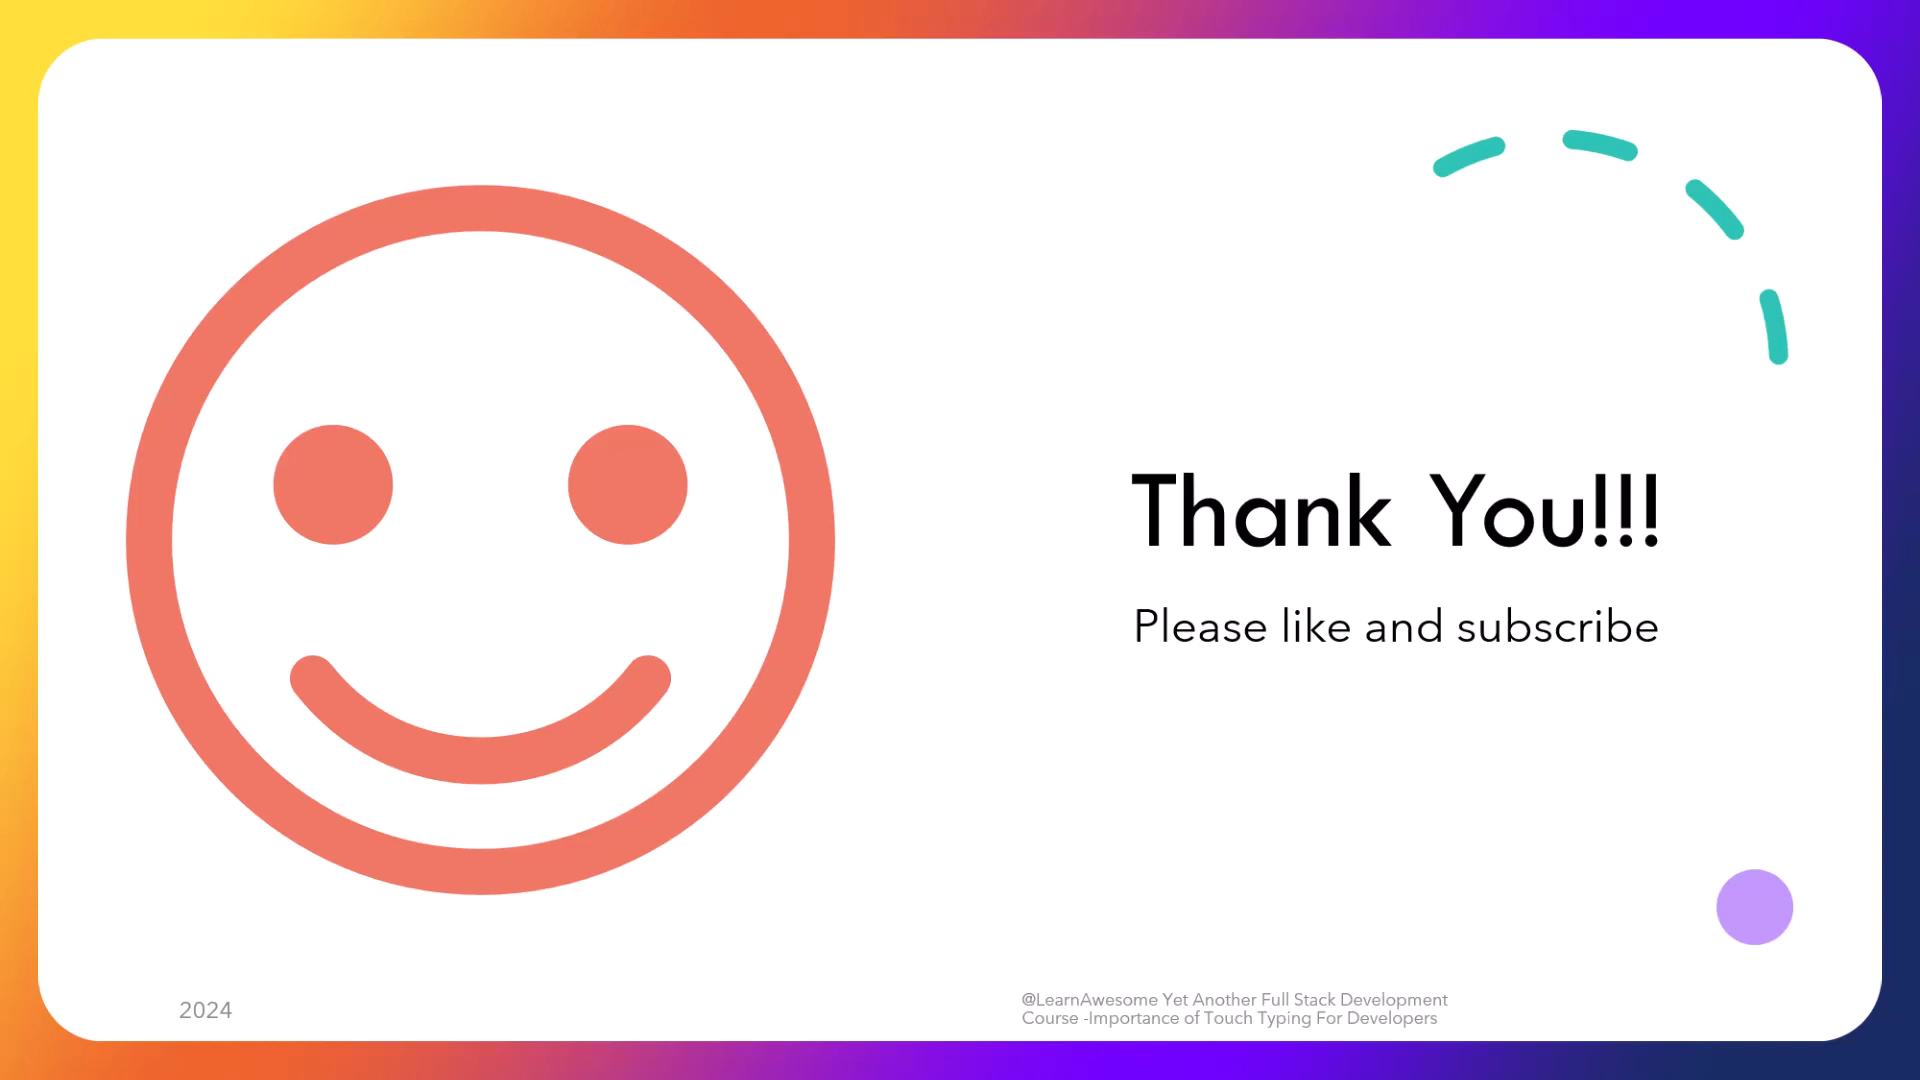 Thank You!!!
Please like and subscribe
2024
@LearnAwesome Yet Another Full Stack Development
Course -Importance of Touch Typing For Developers